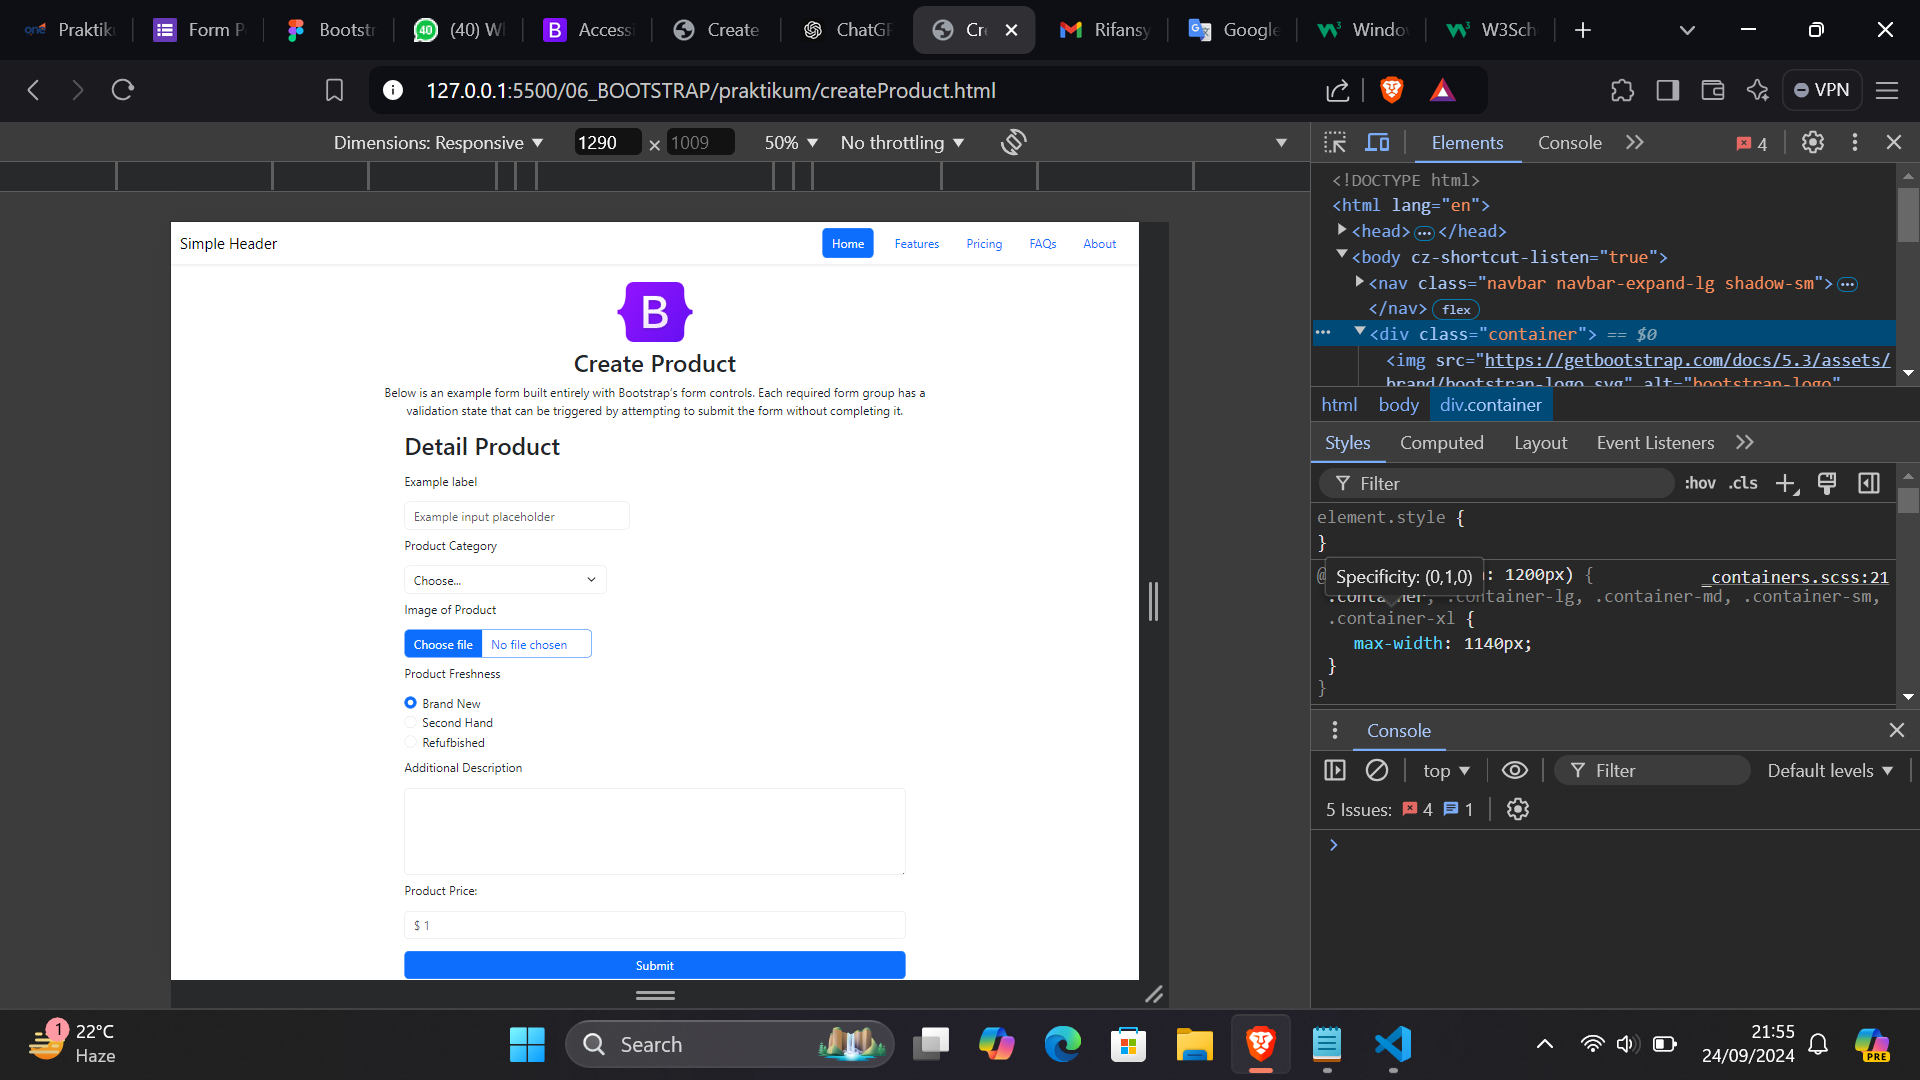 Praktiku
Form P
Bootstr
(40) W
Accessi
Create
ChatGP
Cr
Rifansy
Google
Windo
W3Sch
127.0.0.1:5500/06_BOOTSTRAP/praktikum/createProduct.html
VPN
Dimensions: Responsive
1290 × 1009
50%
No throttling
Elements
Console
4
Simple Header
Home
Features
Pricing
FAQs
About
B
Create Product
Below is an example form built entirely with Bootstrap's form controls. Each required form group has a
validation state that can be triggered by attempting to submit the form without completing it.
Detail Product
Example label
Example input placeholder
Product Category
Choose...
Image of Product
Choose file
No file chosen
Product Freshness
Brand New
Second Hand
Refufbished
Additional Description
Product Price:
$ 1
Submit
<!DOCTYPE html>
<html lang="en">
<head> </head>
<body cz-shortcut-listen="true">
<nav class="navbar navbar-expand-lg shadow-sm">
</nav> flex
<div class="container"> == $0
<img src="https://getbootstrap.com/docs/5.3/assets/
brand/bootstrap-logo.svg" alt="bootstrap-logo"
html
body
div.container
Styles
Computed
Layout
Event Listeners
Filter
:hov
.cls
element.style {
}
Specificity: (0,1,0)
: 1200px) {
_containers.scss:21
.container, .container-lg, .container-md, .container-sm,
.container-xl {
max-width: 1140px;
}
}
Console
top
Filter
Default levels
5 Issues:
4
1
1
22°C
Haze
Search
21:55
24/09/2024
PRE